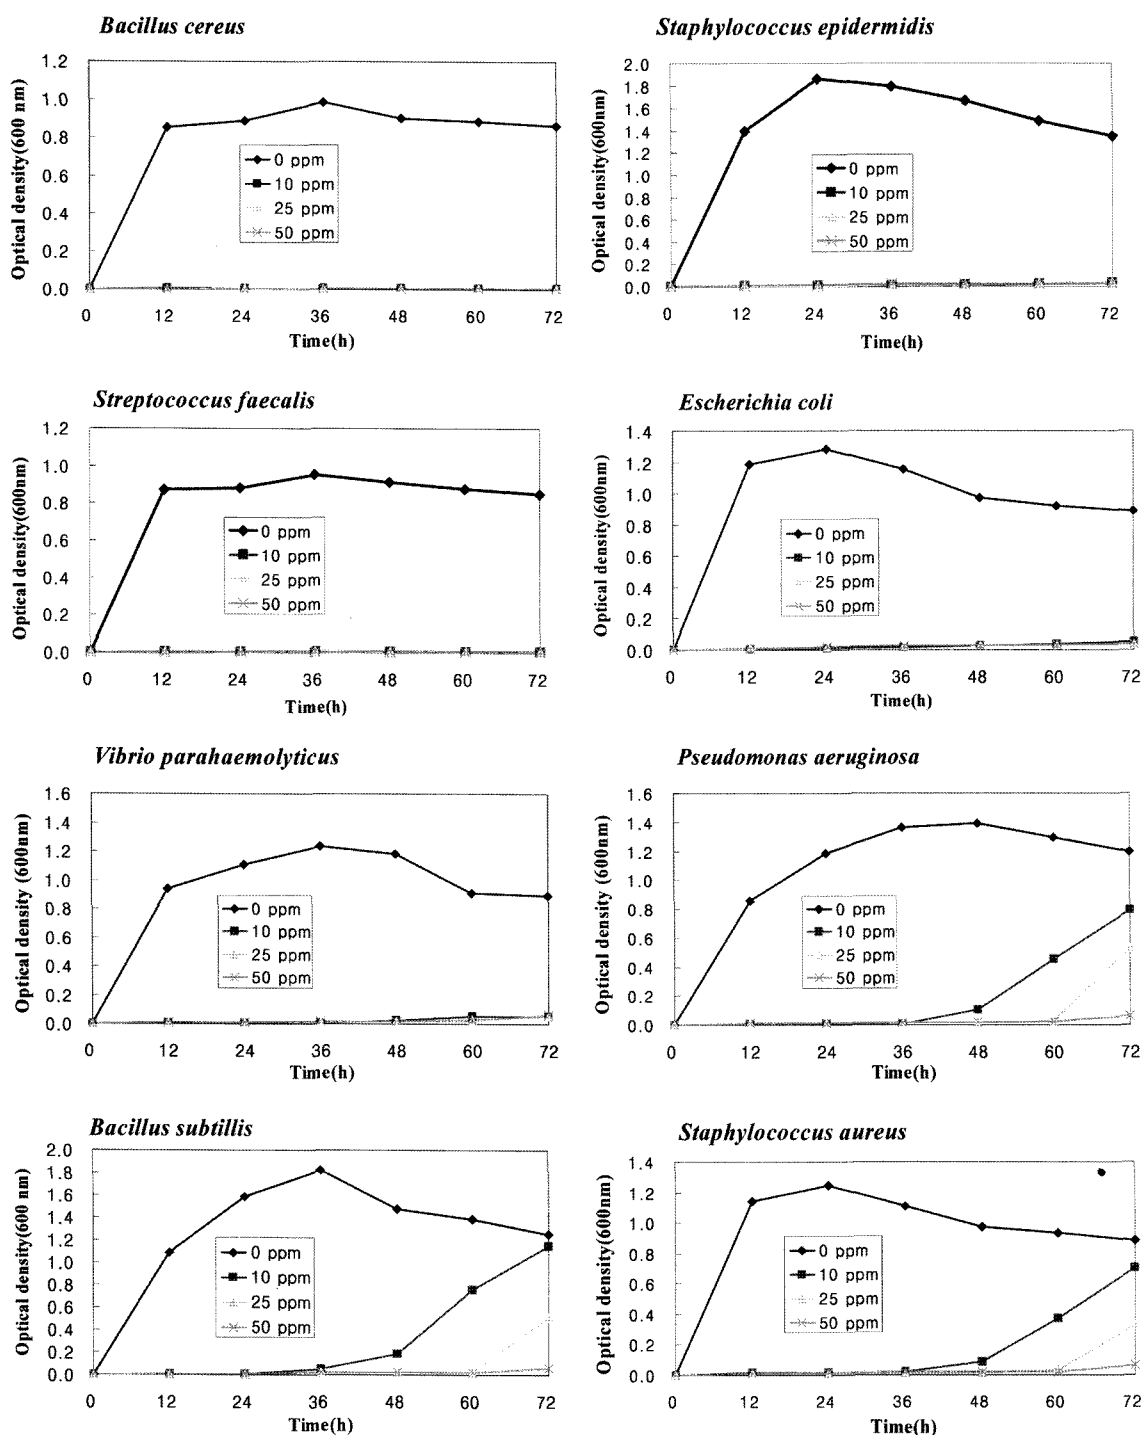 Bacillus cereus
Optical density(600 nm)
1.2
1.0
0.8
0.6
0.4
0.2
0.0
0 ppm
10 ppm
25 ppm
50 ppm
0 12 24 36 48 60 72
Time(h)
Staphylococcus epidermidis
Optical density(600nm)
2.0
1.8
1.6
1.4
1.2
1.0
0.8
0.6
0.4
0.2
0.0
0 ppm
10 ppm
25 ppm
50 ppm
0 12 24 36 48 60 72
Time(h)
Streptococcus faecalis
Optical density(600nm)
1.2
1.0
0.8
0.6
0.4
0.2
0.0
0 ppm
10 ppm
25 ppm
50 ppm
0 12 24 36 48 60 72
Time(h)
Escherichia coli
Optical density(600nm)
1.4
1.2
1.0
0.8
0.6
0.4
0.2
0.0
0 ppm
10 ppm
25 ppm
50 ppm
0 12 24 36 48 60 72
Time(h)
Vibrio parahaemolyticus
Optical density (600nm)
1.6
1.4
1.2
1.0
0.8
0.6
0.4
0.2
0.0
0 ppm
10 ppm
25 ppm
50 ppm
0 12 24 36 48 60 72
Time(h)
Pseudomonas aeruginosa
Optical density (600nm)
1.6
1.4
1.2
1.0
0.8
0.6
0.4
0.2
0.0
0 ppm
10 ppm
25 ppm
50 ppm
0 12 24 36 48 60 72
Time(h)
Bacillus subtillis
Optical density(600 nm)
2.0
1.8
1.6
1.4
1.2
1.0
0.8
0.6
0.4
0.2
0.0
0 ppm
10 ppm
25 ppm
50 ppm
0 12 24 36 48 60 72
Time(h)
Staphylococcus aureus
Optical density(600nm)
1.4
1.2
1.0
0.8
0.6
0.4
0.2
0.0
0 ppm
10 ppm
25 ppm
50 ppm
0 12 24 36 48 60 72
Time(h)